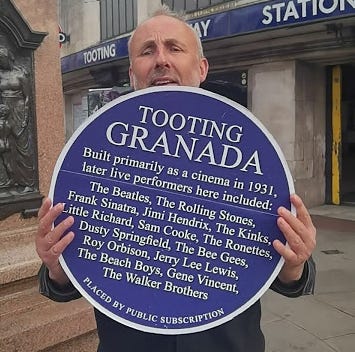 STATION
TOOTING
AY
TOOTING
GRANADA
Built primarily as a cinema in 1931,
later live performers here included:
The Beatles, The Rolling Stones,
Frank Sinatra, Jimi Hendrix, The Kinks,
Little Richard, Sam Cooke, The Ronettes,
Dusty Springfield, The Bee Gees,
Roy Orbison, Jerry Lee Lewis,
The Beach Boys, Gene Vincent,
The Walker Brothers
PLACED BY PUBLIC SUBSCRIPTION